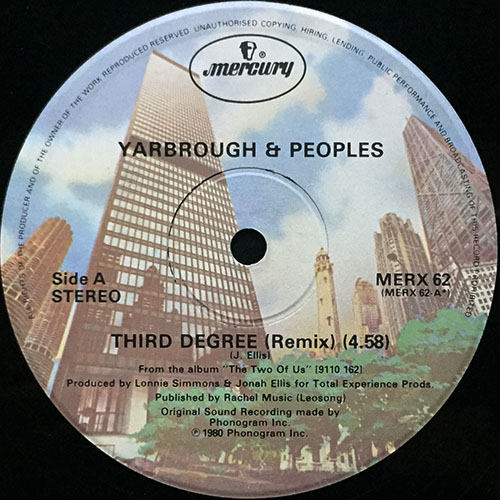 ALL RIGHTS OF THE PRODUCER AND OF THE OWNER OF THE WORK REPRODUCED RESERVED. UNAUTHORISED COPYING, HIRING, LENDING, PUBLIC PERFORMANCE AND BROADCASTING OF THIS RECORD PROHIBITED
®
mercury
YARBROUGH & PEOPLES
Side A
STEREO
MERX 62
(MERX 62-A*)
THIRD DEGREE (Remix) (4.58)
(J. Ellis)
From the album "The Two Of Us" (9110 162)
Produced by Lonnie Simmons & Jonah Ellis for Total Experience Prods.
Published by Rachel Music (Leosong)
Original Sound Recording made by
Phonogram Inc.
℗ 1980 Phonogram Inc.